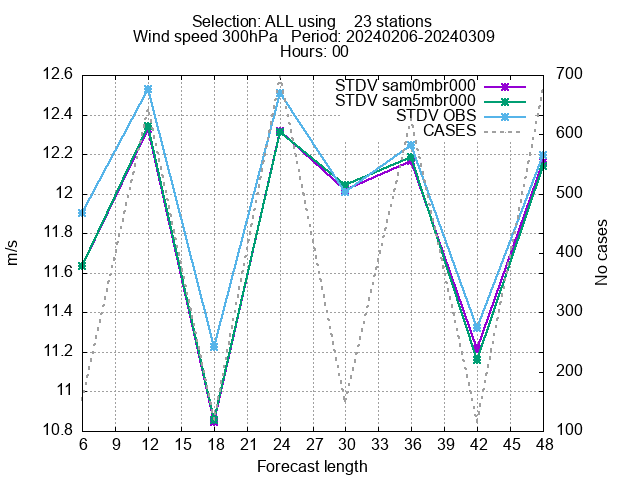 Selection: ALL using    23 stations
Wind speed 300hPa   Period: 20240206-20240309
Hours: 00
12.6
12.4
12.2
12
11.8
11.6
11.4
11.2
11
10.8
700
600
500
400
300
200
100
STDV sam0mbr000
STDV sam5mbr000
STDV OBS
CASES
m/s
No cases
6 9 12 15 18 21 24 27 30 33 36 39 42 45 48
Forecast length